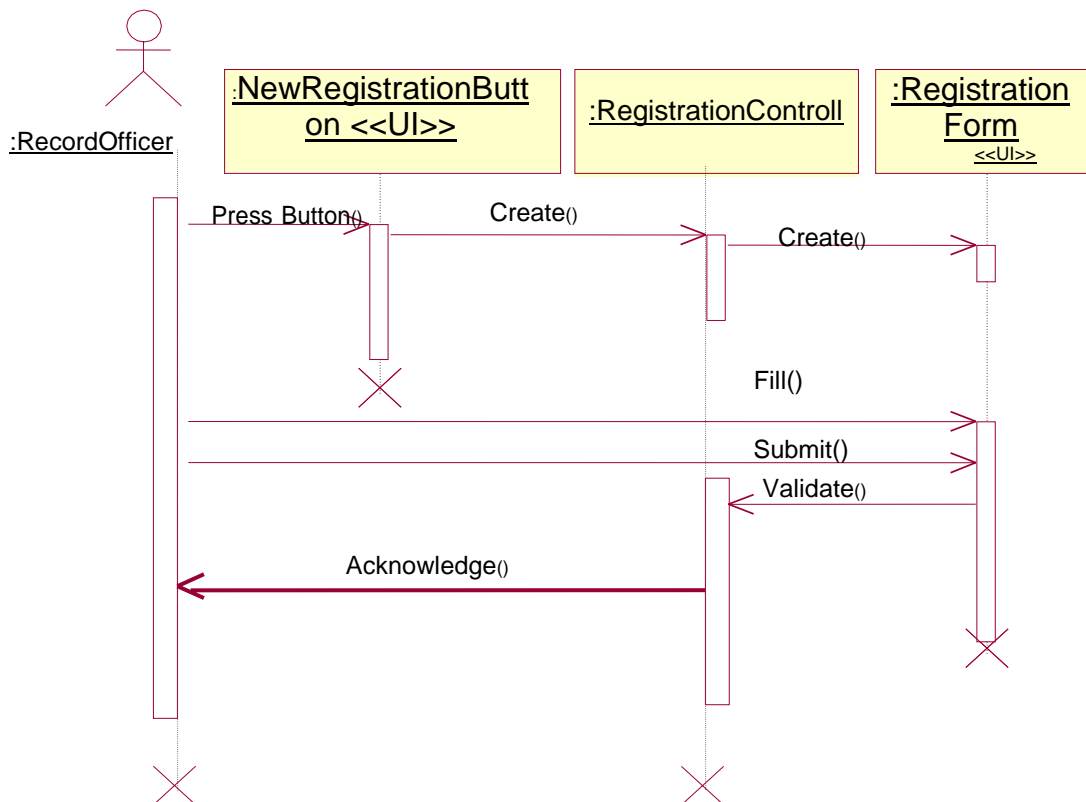 :RecordOfficer
:NewRegistrationButt
on <<UI>>
:RegistrationControll
:Registration
Form
<<UI>>
Press Button()
Create()
Create()
Fill()
Submit()
Validate()
Acknowledge()